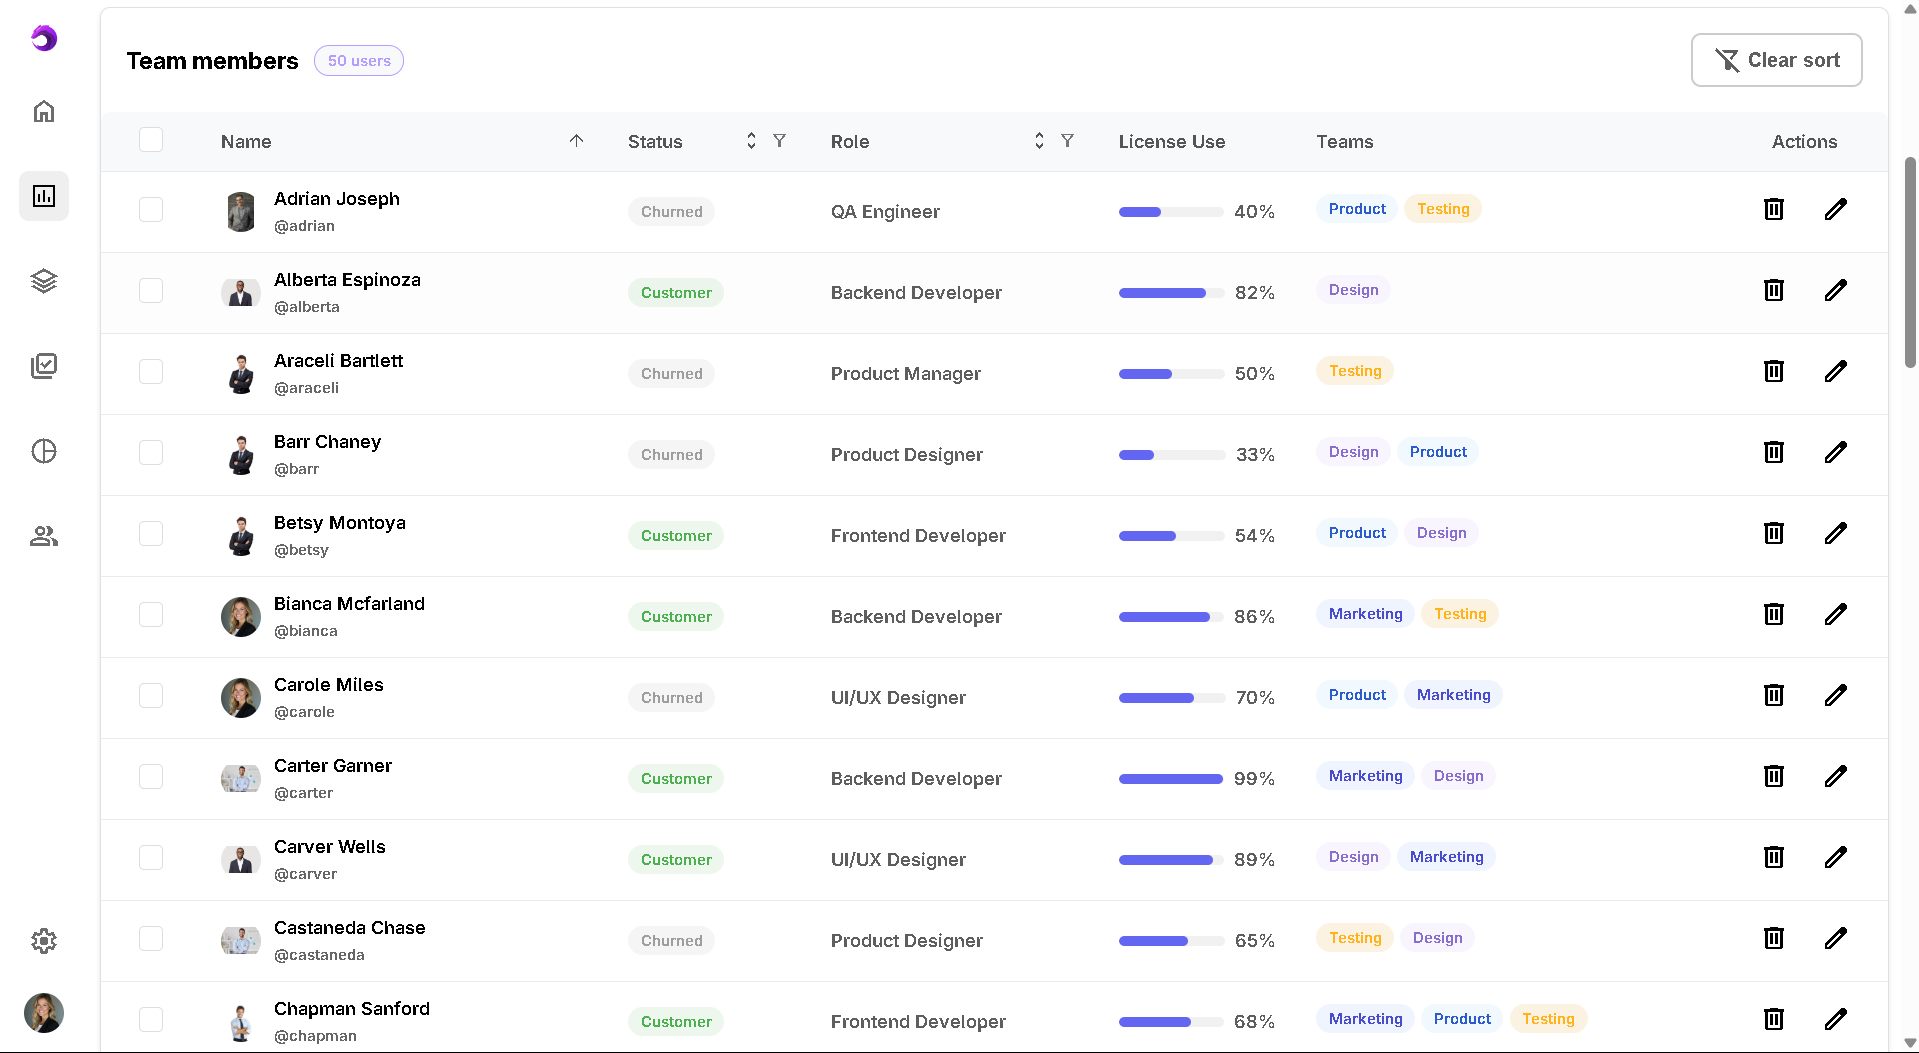 Team members 50 users Clear sort
Name Status Role License Use Teams Actions
Adrian Joseph
@adrian
Churned QA Engineer 40% Product Testing
Alberta Espinoza
@alberta
Customer Backend Developer 82% Design
Araceli Bartlett
@araceli
Churned Product Manager 50% Testing
Barr Chaney
@barr
Churned Product Designer 33% Design Product
Betsy Montoya
@betsy
Customer Frontend Developer 54% Product Design
Bianca Mcfarland
@bianca
Customer Backend Developer 86% Marketing Testing
Carole Miles
@carole
Churned UI/UX Designer 70% Product Marketing
Carter Garner
@carter
Customer Backend Developer 99% Marketing Design
Carver Wells
@carver
Customer UI/UX Designer 89% Design Marketing
Castaneda Chase
@castaneda
Churned Product Designer 65% Testing Design
Chapman Sanford
@chapman
Customer Frontend Developer 68% Marketing Product Testing